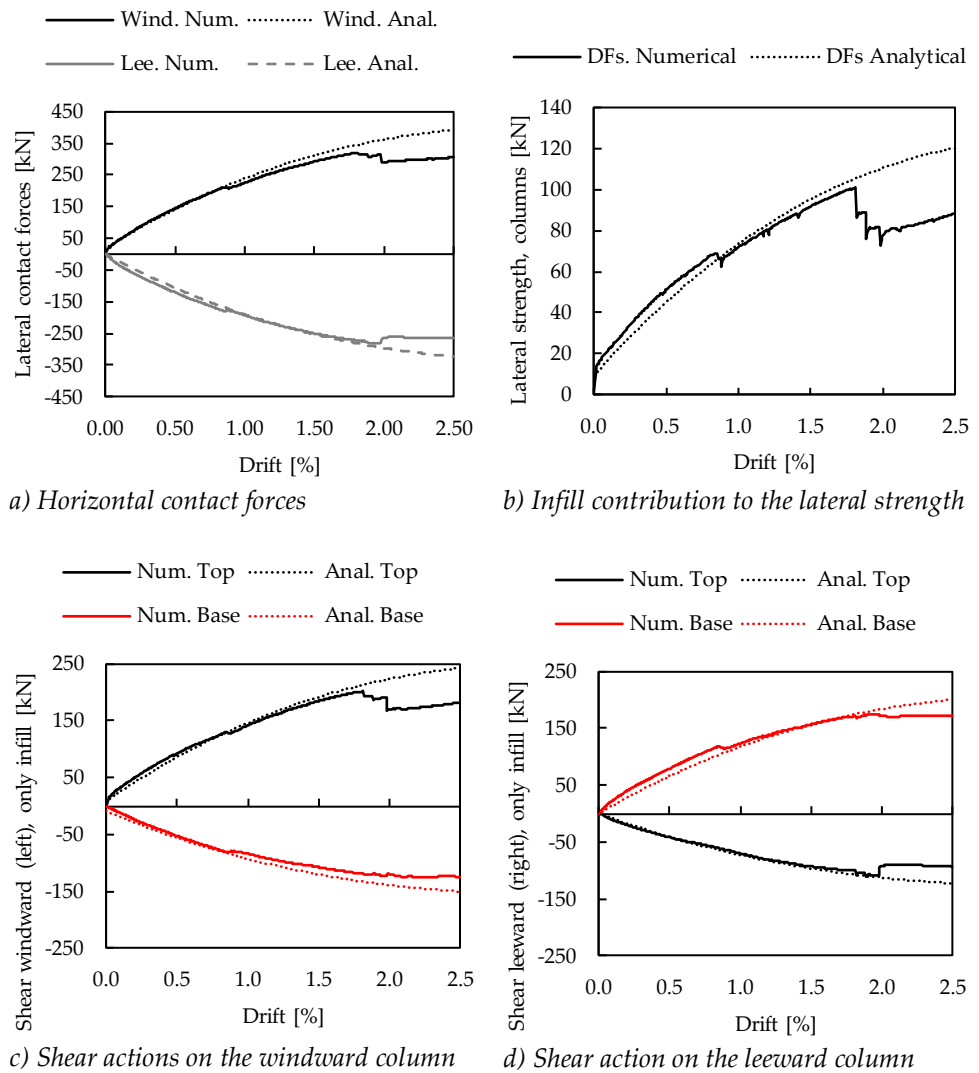 Wind. Num. Wind. Anal.
Lee. Num. Lee. Anal.
Lateral contact forces [kN]
450
350
250
150
50
-50
-150
-250
-350
-450
0.00 0.50 1.00 1.50 2.00 2.50
Drift [%]
a) Horizontal contact forces
DFs. Numerical DFs Analytical
Lateral strength, columns [kN]
140
120
100
80
60
40
20
0
0.0 0.5 1.0 1.5 2.0 2.5
Drift [%]
b) Infill contribution to the lateral strength
Num. Top Anal. Top
Num. Base Anal. Base
Shear windward (left), only infill [kN]
250
150
50
-50
-150
-250
0.0 0.5 1.0 1.5 2.0 2.5
Drift [%]
c) Shear actions on the windward column
Num. Top Anal. Top
Num. Base Anal. Base
Shear leeward (right), only infill [kN]
250
150
50
-50
-150
-250
0.0 0.5 1.0 1.5 2.0 2.5
Drift [%]
d) Shear action on the leeward column